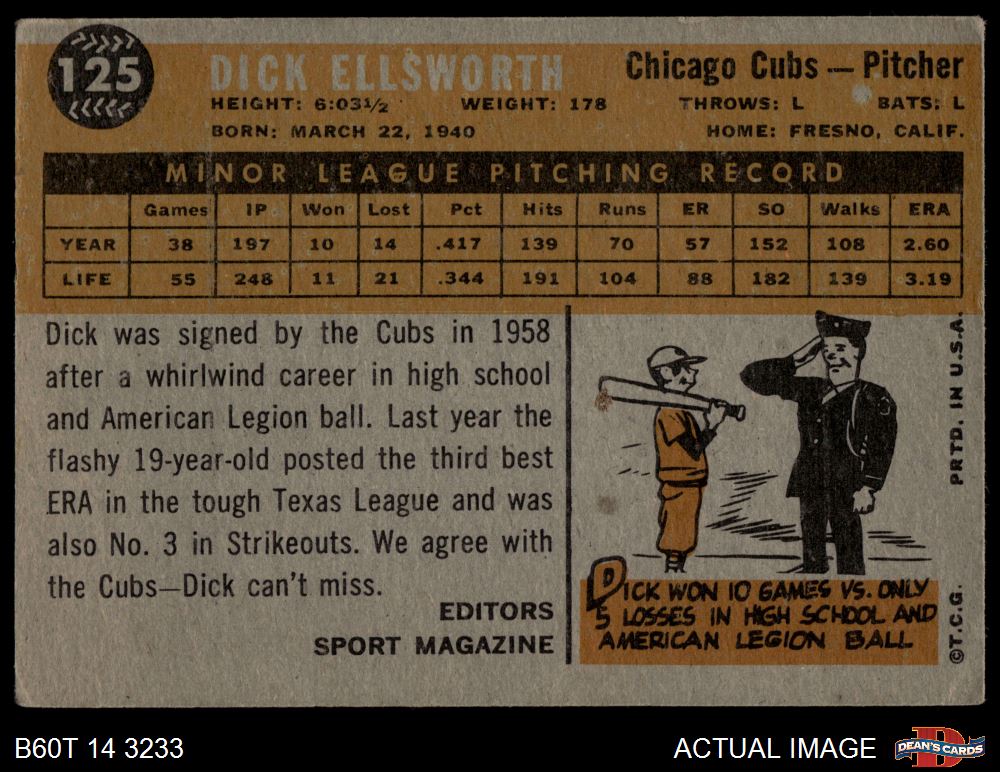 125
DICK ELLSWORTH
Chicago Cubs — Pitcher
HEIGHT: 6:03½ WEIGHT: 178 THROWS: L BATS: L
BORN: MARCH 22, 1940 HOME: FRESNO, CALIF.
MINOR LEAGUE PITCHING RECORD
Games IP Won Lost Pct Hits Runs ER SO Walks ERA
YEAR 38 197 10 14 .417 139 70 57 152 108 2.60
LIFE 55 248 11 21 .344 191 104 88 182 139 3.19
Dick was signed by the Cubs in 1958
after a whirlwind career in high school
and American Legion ball. Last year the
flashy 19-year-old posted the third best
ERA in the tough Texas League and was
also No. 3 in Strikeouts. We agree with
the Cubs—Dick can't miss.
EDITORS
SPORT MAGAZINE
DICK WON 10 GAMES VS. ONLY
5 LOSSES IN HIGH SCHOOL AND
AMERICAN LEGION BALL
©T.C.G. PRTD. IN U.S.A.
B60T 14 3233
ACTUAL IMAGE
D
DEAN'S CARDS